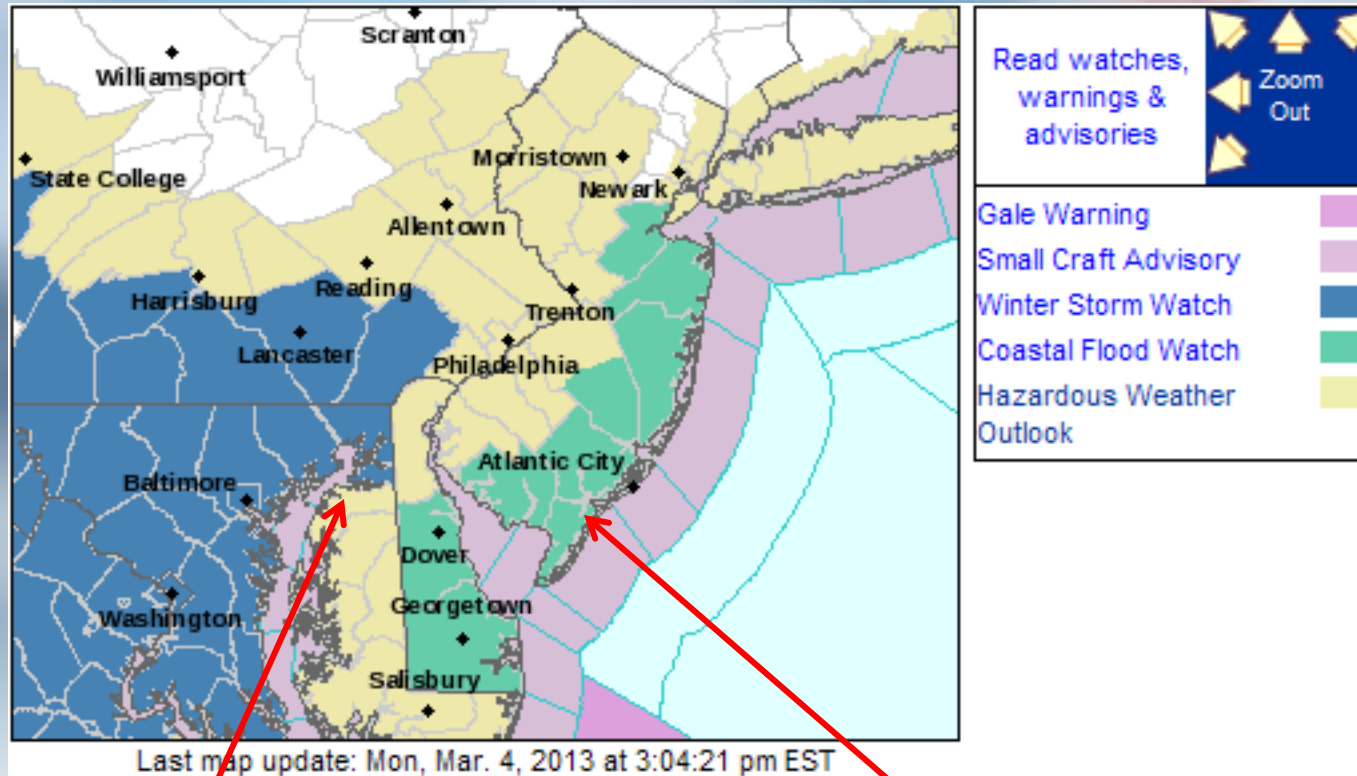 Scranton
Williamsport
State College
Morristown
Newark
Allentown
Harrisburg
Reading
Trenton
Lancaster
Philadelphia
Atlantic City
Baltimore
Dover
Washington
Georgetown
Salisbury
Last map update: Mon, Mar. 4, 2013 at 3:04:21 pm EST
Read watches,
warnings &
advisories
Zoom
Out
Gale Warning
Small Craft Advisory
Winter Storm Watch
Coastal Flood Watch
Hazardous Weather
Outlook